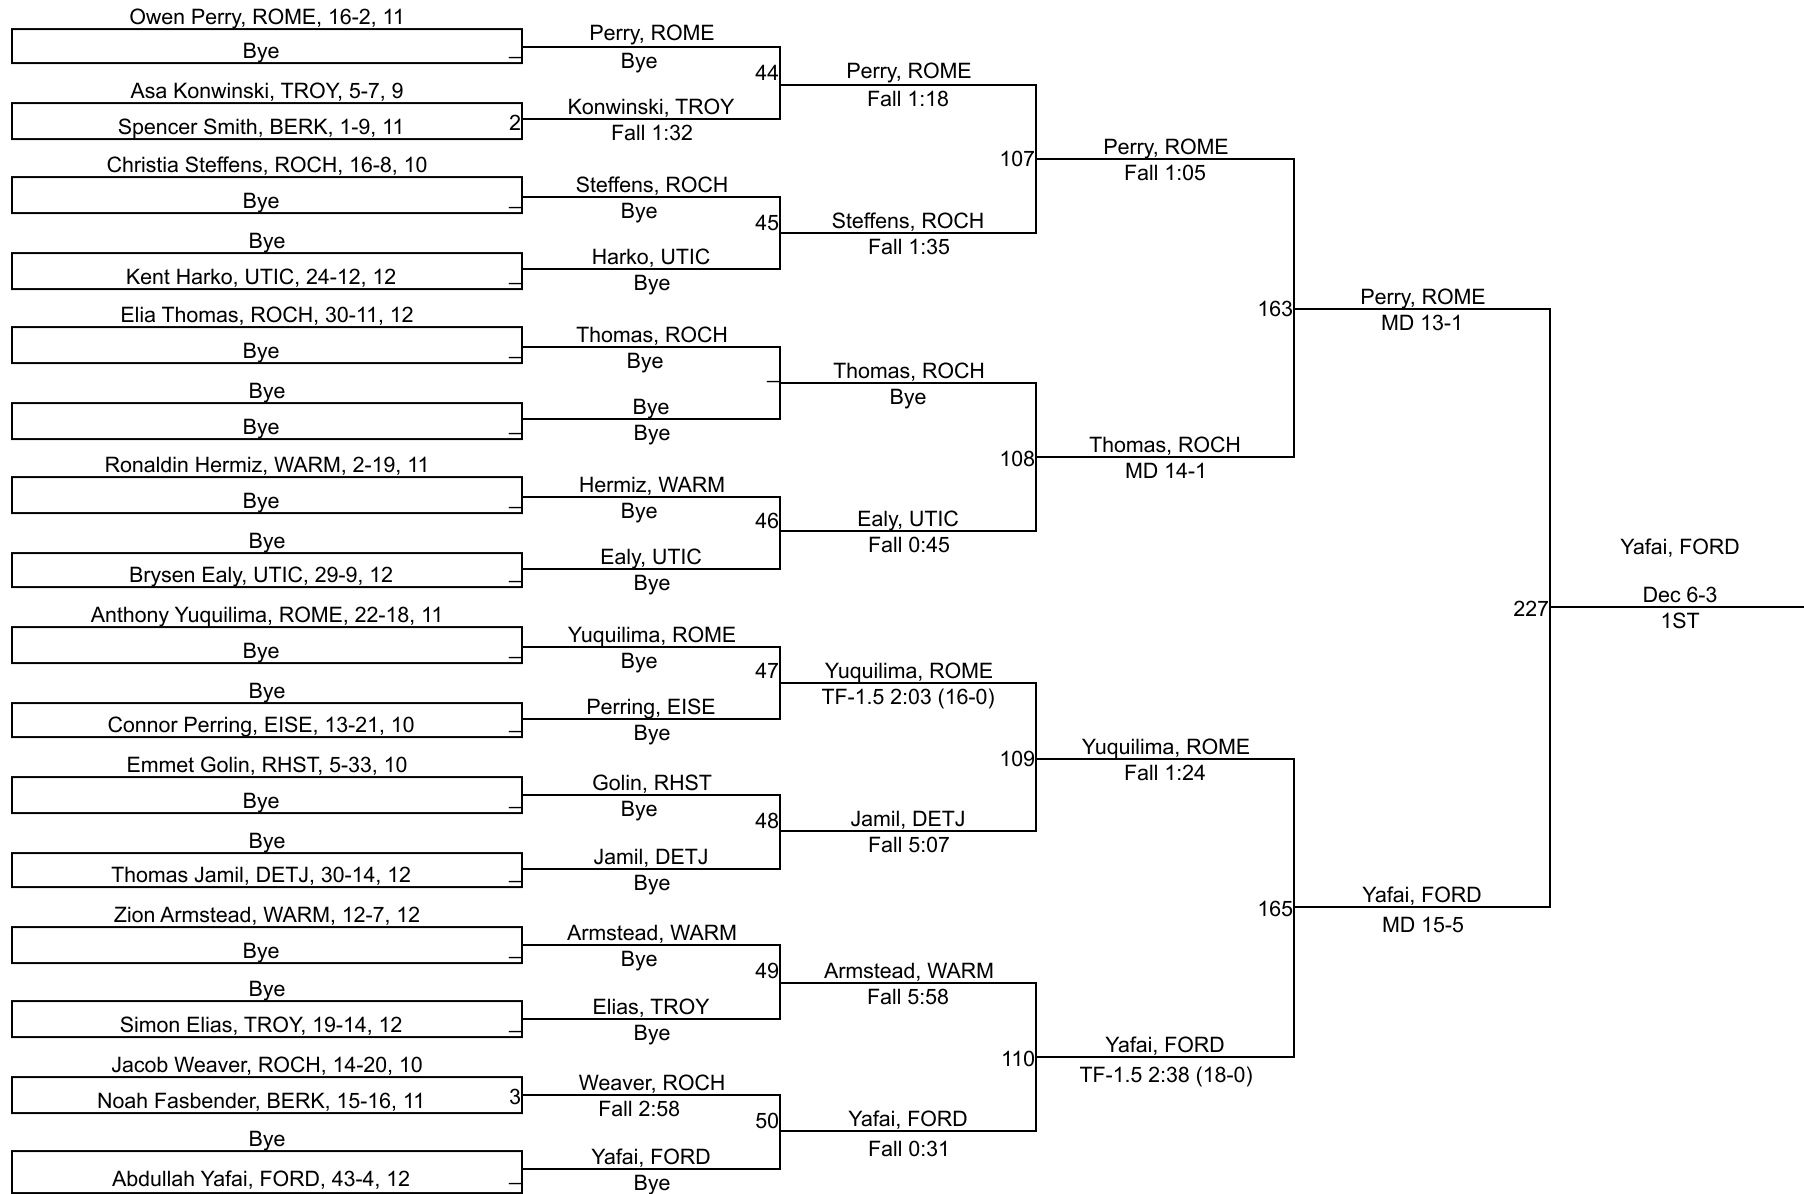 Owen Perry, ROME, 16-2, 11
Bye
_
Asa Konwinski, TROY, 5-7, 9
Spencer Smith, BERK, 1-9, 11
2
Christia Steffens, ROCH, 16-8, 10
Bye
_
Bye
Kent Harko, UTIC, 24-12, 12
_
Elia Thomas, ROCH, 30-11, 12
Bye
_
Bye
Bye
_
Ronaldin Hermiz, WARM, 2-19, 11
Bye
_
Bye
Brysen Ealy, UTIC, 29-9, 12
_
Anthony Yuquilima, ROME, 22-18, 11
Bye
_
Bye
Connor Perring, EISE, 13-21, 10
_
Emmet Golin, RHST, 5-33, 10
Bye
_
Bye
Thomas Jamil, DETJ, 30-14, 12
_
Zion Armstead, WARM, 12-7, 12
Bye
_
Bye
Simon Elias, TROY, 19-14, 12
_
Jacob Weaver, ROCH, 14-20, 10
Noah Fasbender, BERK, 15-16, 11
3
Bye
Abdullah Yafai, FORD, 43-4, 12
_
Perry, ROME
Bye
44
Konwinski, TROY
Fall 1:32
Steffens, ROCH
Bye
45
Harko, UTIC
Bye
Thomas, ROCH
Bye
_
Bye
Bye
Hermiz, WARM
Bye
46
Ealy, UTIC
Bye
Yuquilima, ROME
Bye
47
Perring, EISE
Bye
Golin, RHST
Bye
48
Jamil, DETJ
Bye
Armstead, WARM
Bye
49
Elias, TROY
Bye
Weaver, ROCH
Fall 2:58
50
Yafai, FORD
Bye
Perry, ROME
Fall 1:18
107
Steffens, ROCH
Fall 1:35
Thomas, ROCH
Bye
108
Ealy, UTIC
Fall 0:45
Yuquilima, ROME
TF-1.5 2:03 (16-0)
109
Jamil, DETJ
Fall 5:07
Armstead, WARM
Fall 5:58
110
Yafai, FORD
Fall 0:31
Perry, ROME
Fall 1:05
163
Thomas, ROCH
MD 14-1
Yuquilima, ROME
Fall 1:24
165
Yafai, FORD
TF-1.5 2:38 (18-0)
Perry, ROME
MD 13-1
227
Yafai, FORD
MD 15-5
Yafai, FORD
Dec 6-3
1ST